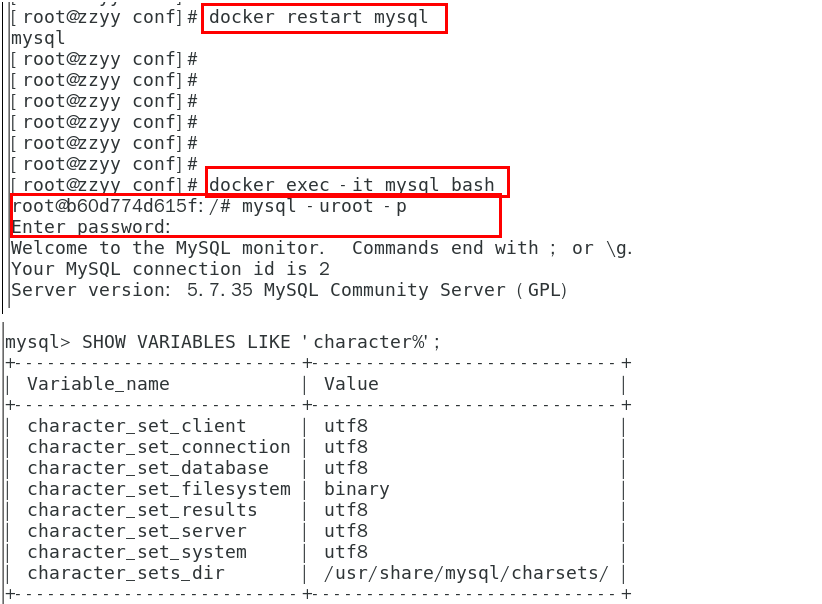 [root@zzyy conf]# docker restart mysql
mysql
[root@zzyy conf]#
[root@zzyy conf]#
[root@zzyy conf]#
[root@zzyy conf]#
[root@zzyy conf]#
[root@zzyy conf]#
[root@zzyy conf]# docker exec -it mysql bash
root@b60d774d615f:/# mysql -uroot -p
Enter password:
Welcome to the MySQL monitor.  Commands end with ; or \g.
Your MySQL connection id is 2
Server version: 5.7.35 MySQL Community Server (GPL)
mysql> SHOW VARIABLES LIKE 'character%';
+--------------------------+----------------------------+
| Variable_name            | Value                      |
+--------------------------+----------------------------+
| character_set_client     | utf8                       |
| character_set_connection | utf8                       |
| character_set_database   | utf8                       |
| character_set_filesystem | binary                     |
| character_set_results    | utf8                       |
| character_set_server     | utf8                       |
| character_set_system     | utf8                       |
| character_sets_dir       | /usr/share/mysql/charsets/ |
+--------------------------+----------------------------+